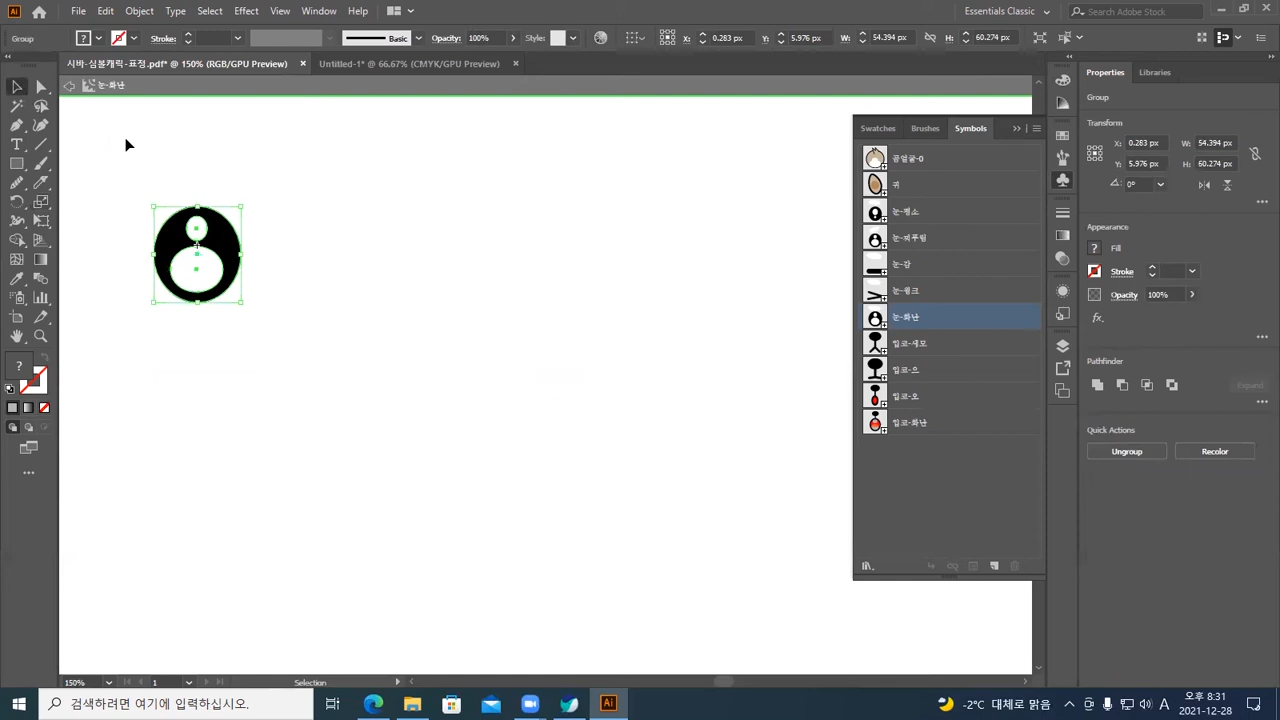 Ai File Edit Object Type Select Effect View Window Help Essentials Classic Search Adobe Stock
Group ? Stroke: Basic Opacity: 100% Style: X: 0.283 px Y: 5.976 px W: 54.394 px H: 60.274 px
시바-심볼캐릭-표정.pdf* @ 150% (RGB/GPU Preview) × Untitled-1* @ 66.67% (CMYK/GPU Preview) ×
눈-화난
Swatches Brushes Symbols
곰얼굴-0
귀
눈-평소
눈-찌푸림
눈-감
눈-윙크
눈-화난
입코-세모
입코-으
입코-오
입코-화난
Properties Libraries
Group
Transform
X: 0.283 px W: 54.394 px
Y: 5.976 px H: 60.274 px
0°
Appearance
? Fill
Stroke
Opacity 100%
fx.
Pathfinder
Expand
Quick Actions
Ungroup Recolor
?
150% 1 Selection
검색하려면 여기에 입력하십시오.
Ai
-2°C 대체로 맑음 A 오후 8:31
2021-12-28